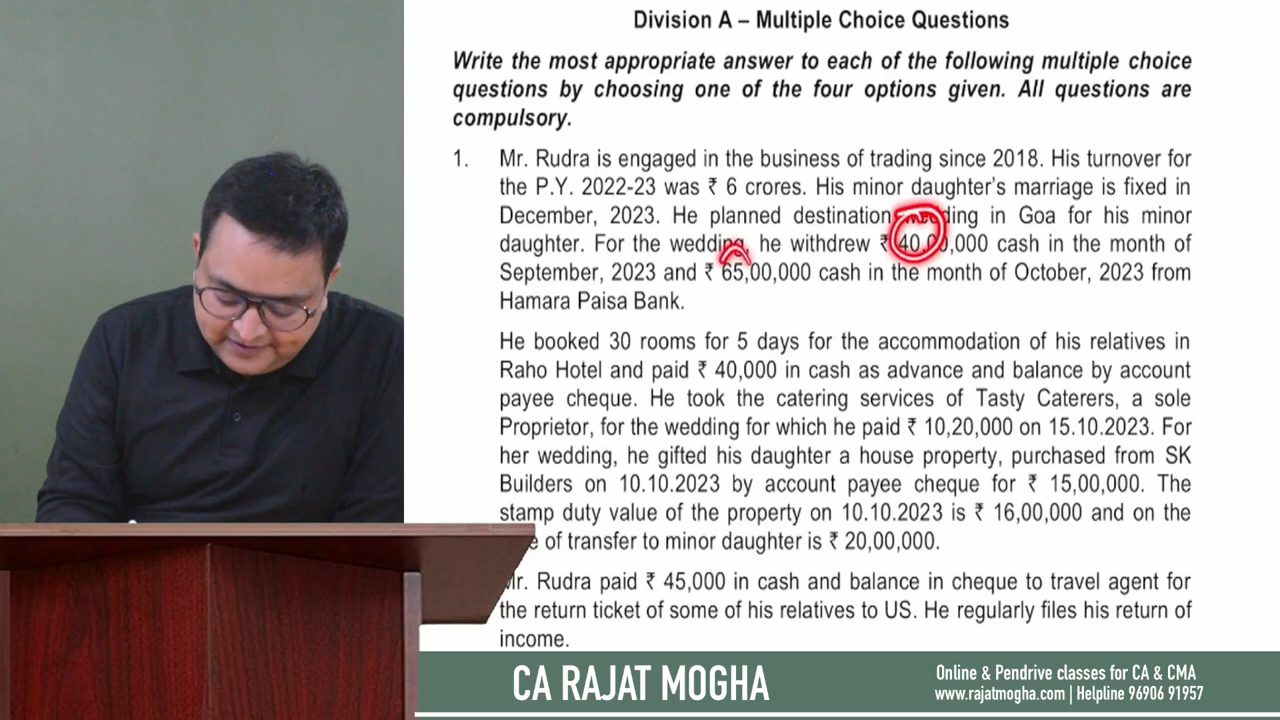 Division A – Multiple Choice Questions
Write the most appropriate answer to each of the following multiple choice
questions by choosing one of the four options given. All questions are
compulsory.
1. Mr. Rudra is engaged in the business of trading since 2018. His turnover for
the P.Y. 2022-23 was ₹ 6 crores. His minor daughter's marriage is fixed in
December, 2023. He planned destination wedding in Goa for his minor
daughter. For the wedding, he withdrew ₹ 40,00,000 cash in the month of
September, 2023 and ₹ 65,00,000 cash in the month of October, 2023 from
Hamara Paisa Bank.
He booked 30 rooms for 5 days for the accommodation of his relatives in
Raho Hotel and paid ₹ 40,000 in cash as advance and balance by account
payee cheque. He took the catering services of Tasty Caterers, a sole
Proprietor, for the wedding for which he paid ₹ 10,20,000 on 15.10.2023. For
her wedding, he gifted his daughter a house property, purchased from SK
Builders on 10.10.2023 by account payee cheque for ₹ 15,00,000. The
stamp duty value of the property on 10.10.2023 is ₹ 16,00,000 and on the
of transfer to minor daughter is ₹ 20,00,000.
Mr. Rudra paid ₹ 45,000 in cash and balance in cheque to travel agent for
the return ticket of some of his relatives to US. He regularly files his return of
income.
CA RAJAT MOGHA
Online & Pendrive classes for CA & CMA
www.rajatmogha.com | Helpline 96906 91957